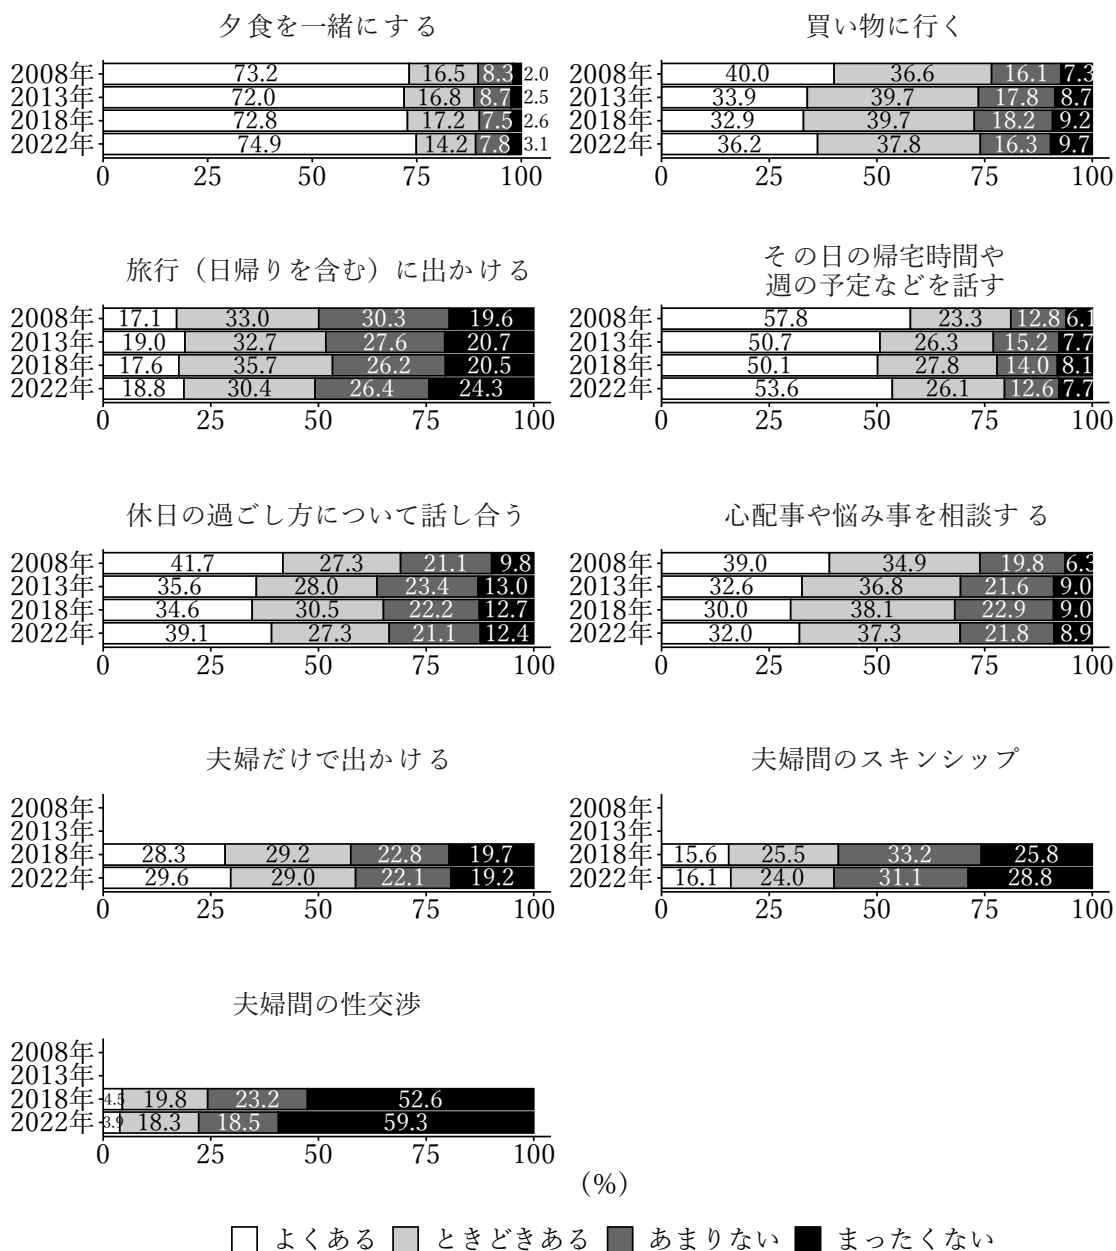 夕食を一緒にする
2008年 73.2 16.5 8.3 2.0
2013年 72.0 16.8 8.7 2.5
2018年 72.8 17.2 7.5 2.6
2022年 74.9 14.2 7.8 3.1
0 25 50 75 100
買い物に行く
2008年 40.0 36.6 16.1 7.3
2013年 33.9 39.7 17.8 8.7
2018年 32.9 39.7 18.2 9.2
2022年 36.2 37.8 16.3 9.7
0 25 50 75 100
旅行（日帰りを含む）に出かける
2008年 17.1 33.0 30.3 19.6
2013年 19.0 32.7 27.6 20.7
2018年 17.6 35.7 26.2 20.5
2022年 18.8 30.4 26.4 24.3
0 25 50 75 100
その日の帰宅時間や
週の予定などを話す
2008年 57.8 23.3 12.8 6.1
2013年 50.7 26.3 15.2 7.7
2018年 50.1 27.8 14.0 8.1
2022年 53.6 26.1 12.6 7.7
0 25 50 75 100
休日の過ごし方について話し合う
2008年 41.7 27.3 21.1 9.8
2013年 35.6 28.0 23.4 13.0
2018年 34.6 30.5 22.2 12.7
2022年 39.1 27.3 21.1 12.4
0 25 50 75 100
心配事や悩み事を相談する
2008年 39.0 34.9 19.8 6.3
2013年 32.6 36.8 21.6 9.0
2018年 30.0 38.1 22.9 9.0
2022年 32.0 37.3 21.8 8.9
0 25 50 75 100
夫婦だけで出かける
2008年
2013年
2018年 28.3 29.2 22.8 19.7
2022年 29.6 29.0 22.1 19.2
0 25 50 75 100
夫婦間のスキンシップ
2008年
2013年
2018年 15.6 25.5 33.2 25.8
2022年 16.1 24.0 31.1 28.8
0 25 50 75 100
夫婦間の性交渉
2008年
2013年
2018年 4.5 19.8 23.2 52.6
2022年 3.9 18.3 18.5 59.3
0 25 50 75 100
(%)
よくある ときどきある あまりない まったくない